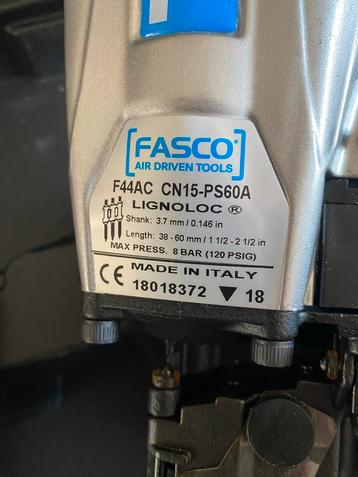 FASCO
AIR DRIVEN TOOLS
F44AC CN15-PS60A
LIGNOLOC ®
Shank: 3.7 mm / 0.146 in
Length: 38 - 60 mm / 1 1/2 - 2 1/2 in
MAX PRESS. 8 BAR (120 PSIG)
CE MADE IN ITALY
18018372 ▼ 18